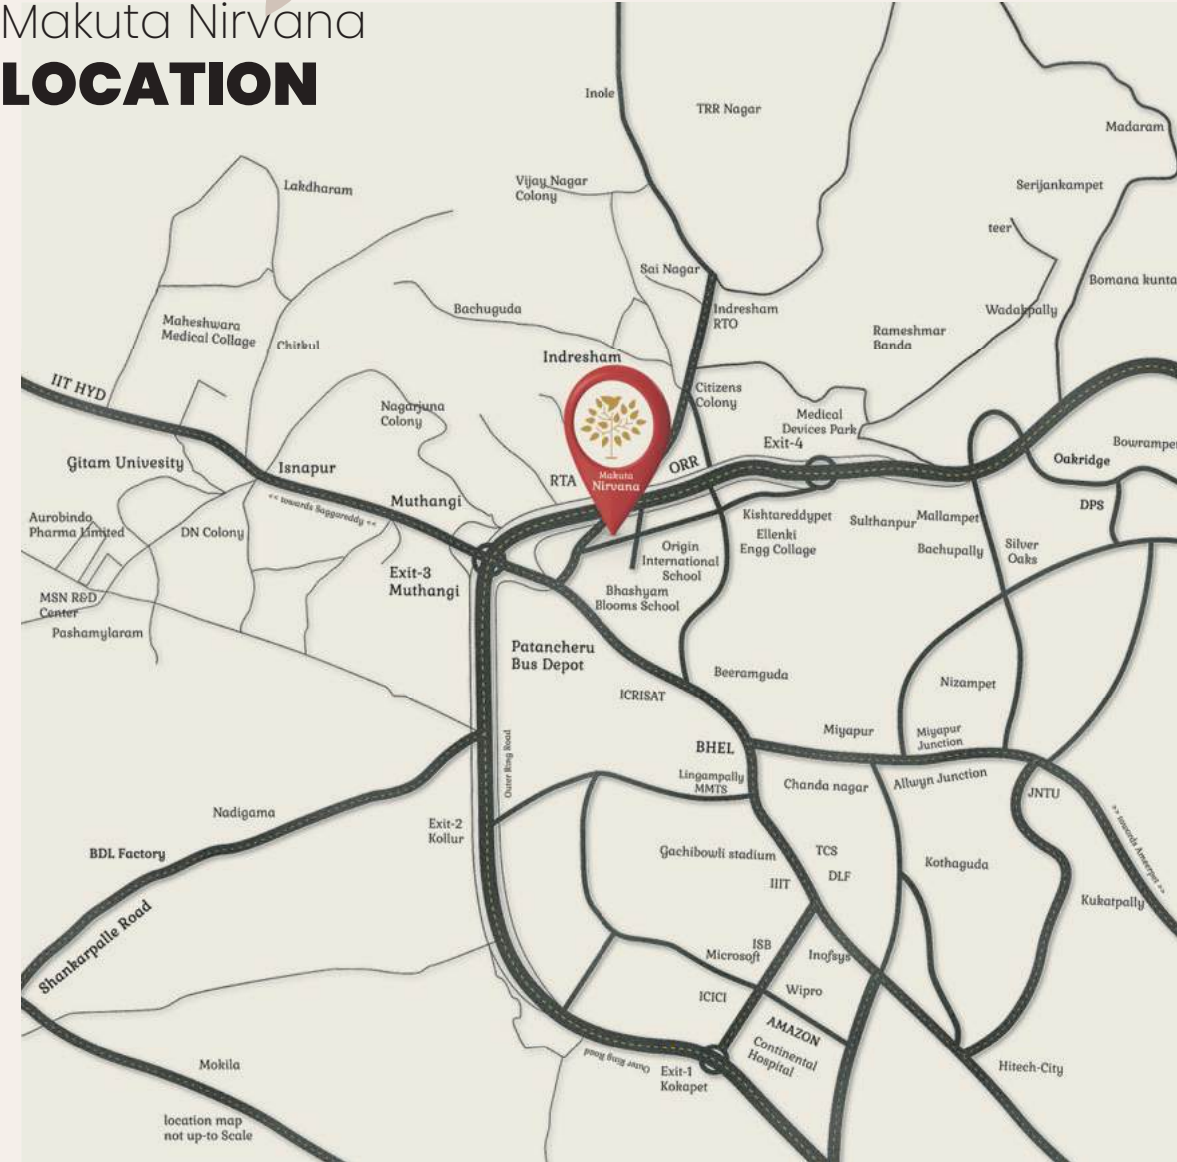 Makuta Nirvana
LOCATION
Inole
TRR Nagar
Madaram
Lakdharam
Vijay Nagar
Colony
Serijankampet
teer
Sai Nagar
Bomana kunta
Bachuguda
Indresham
RTO
Wadakpally
Maheshwara
Medical Collage
Chitkul
Rameshmar
Banda
Indresham
IIT HYD
Citizens
Colony
Nagarjuna
Colony
Medical
Devices Park
Exit-4
Bowrampe
Gitam Univesity
Isnapur
RTA
Makuta
Nirvana
ORR
Oakridge
<< towards Saggareddy <<
Muthangi
DPS
Aurobindo
Pharma Limited
DN Colony
Kishtareddypet
Sulthanpur
Mallampet
Ellenki
Engg Collage
Bachupally
Silver
Oaks
Origin
International
School
Exit-3
Muthangi
Bhashyam
Blooms School
MSN R&D
Center
Pashamylaram
Patancheru
Bus Depot
Beeramguda
ICRISAT
Nizampet
Outer Ring Road
BHEL
Miyapur
Miyapur
Junction
Lingampally
MMTS
Chanda nagar
Allwyn Junction
JNTU
Nadigama
Exit-2
Kollur
>> towards Ameerpet >>
BDL Factory
Gachibowli stadium
TCS
IIIT
DLF
Kothaguda
Kukatpally
Shankarpalle Road
ISB
Microsoft
Inofsys
ICICI
Wipro
AMAZON
Continental
Hospital
Outer Ring Road
Exit-1
Kokapet
Mokila
Hitech-City
location map
not up-to Scale